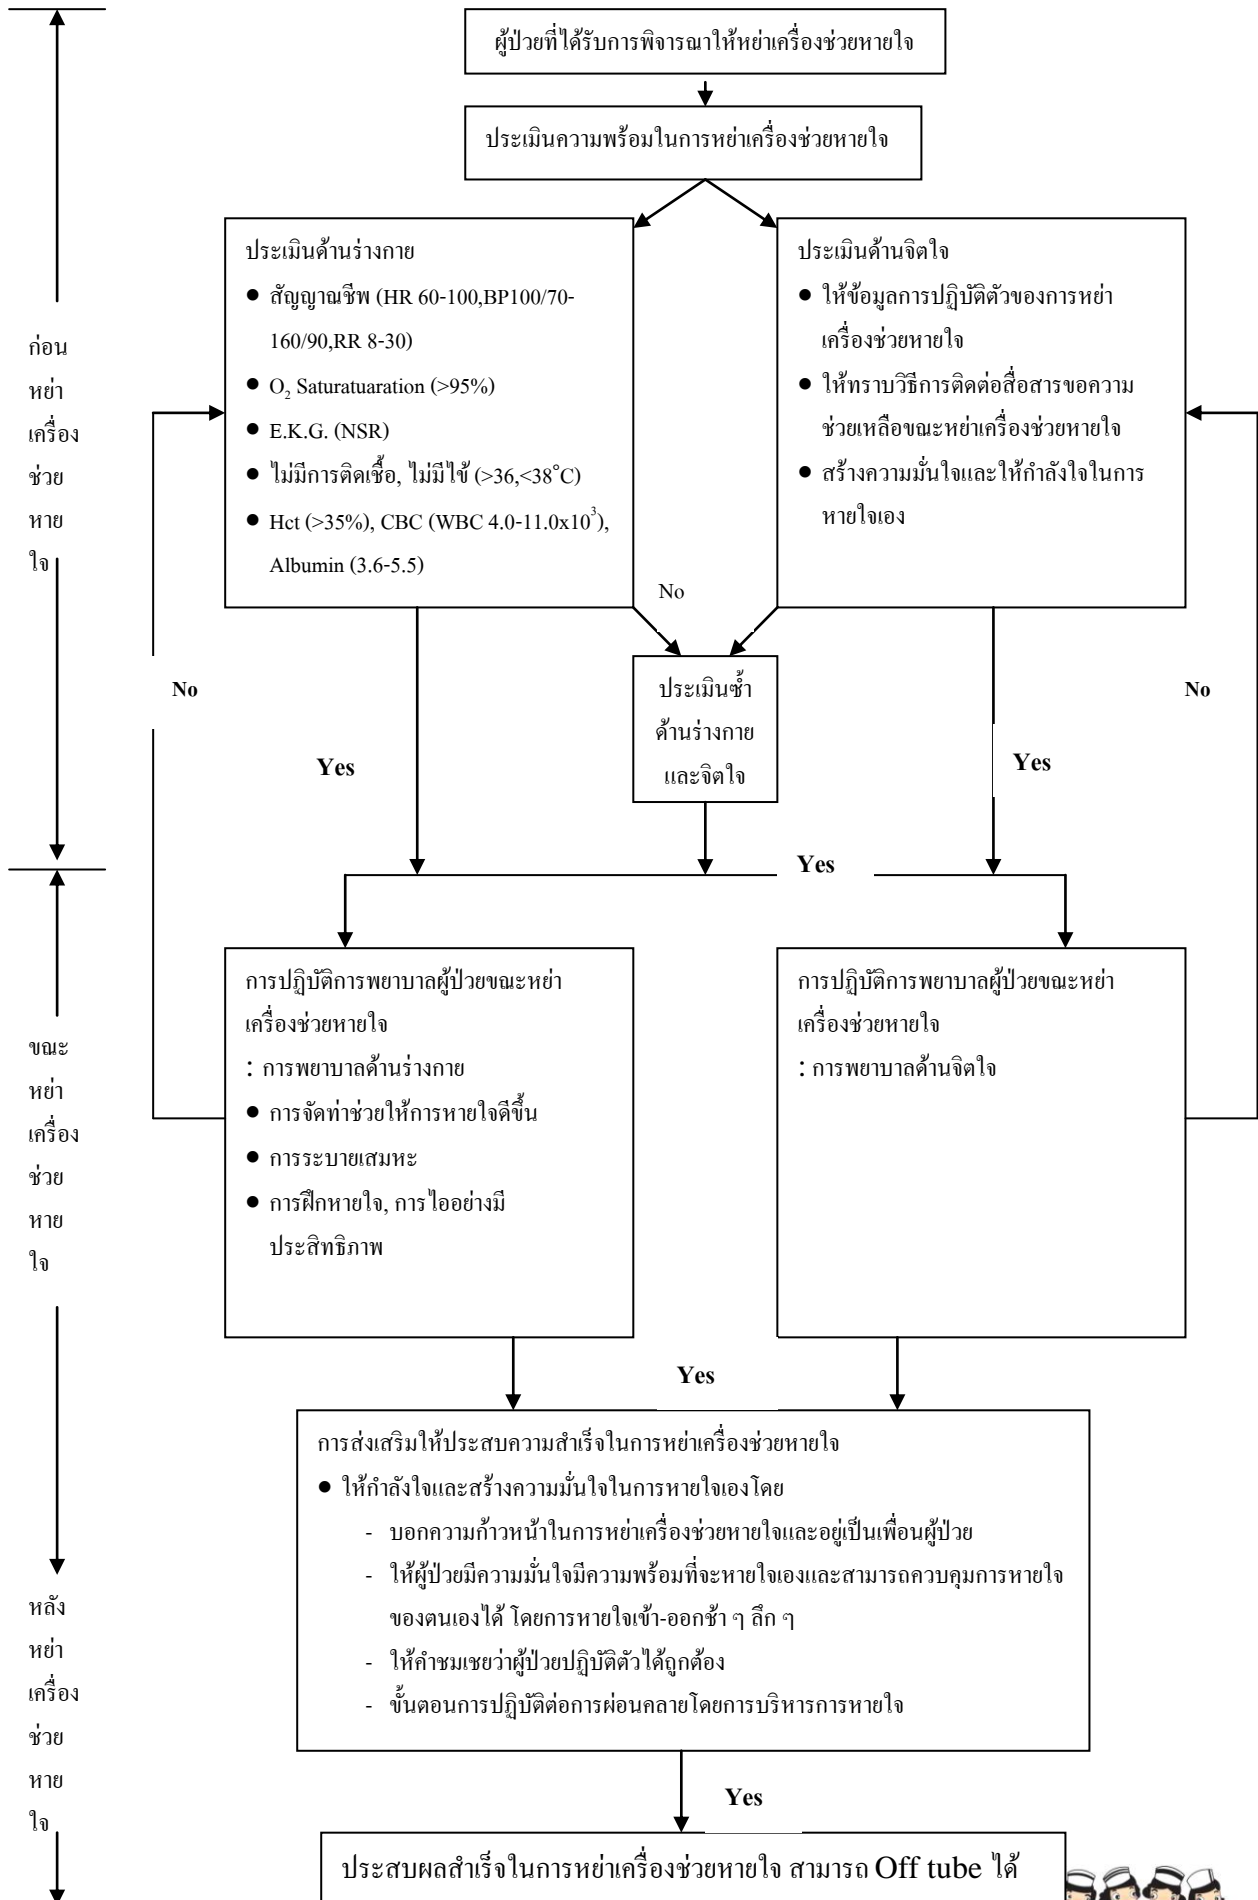 ผู้ป่วยที่ได้รับการพิจารณาให้หย่าเครื่องช่วยหายใจ
ประเมินความพร้อมในการหย่าเครื่องช่วยหายใจ
ก่อน
หย่า
เครื่อง
ช่วย
หาย
ใจ
ประเมินด้านร่างกาย
● สัญญาณชีพ (HR 60-100,BP100/70-
160/90,RR 8-30)
● O₂ Saturatuaration (>95%)
● E.K.G. (NSR)
● ไม่มีการติดเชื้อ, ไม่มีไข้ (>36,<38°C)
● Hct (>35%), CBC (WBC 4.0-11.0x10³),
Albumin (3.6-5.5)
ประเมินด้านจิตใจ
● ให้ข้อมูลการปฏิบัติตัวของการหย่า
เครื่องช่วยหายใจ
● ให้ทราบวิธีการติดต่อสื่อสารขอความ
ช่วยเหลือขณะหย่าเครื่องช่วยหายใจ
● สร้างความมั่นใจและให้กำลังใจในการ
หายใจเอง
No
No
ประเมินซ้ำ
ด้านร่างกาย
และจิตใจ
No
Yes
Yes
Yes
ขณะ
หย่า
เครื่อง
ช่วย
หาย
ใจ
การปฏิบัติการพยาบาลผู้ป่วยขณะหย่า
เครื่องช่วยหายใจ
: การพยาบาลด้านร่างกาย
● การจัดท่าช่วยให้การหายใจดีขึ้น
● การระบายเสมหะ
● การฝึกหายใจ, การไออย่างมี
ประสิทธิภาพ
การปฏิบัติการพยาบาลผู้ป่วยขณะหย่า
เครื่องช่วยหายใจ
: การพยาบาลด้านจิตใจ
Yes
การส่งเสริมให้ประสบความสำเร็จในการหย่าเครื่องช่วยหายใจ
● ให้กำลังใจและสร้างความมั่นใจในการหายใจเองโดย
- บอกความก้าวหน้าในการหย่าเครื่องช่วยหายใจและอยู่เป็นเพื่อนผู้ป่วย
- ให้ผู้ป่วยมีความมั่นใจมีความพร้อมที่จะหายใจเองและสามารถควบคุมการหายใจ
ของตนเองได้ โดยการหายใจเข้า-ออกช้า ๆ ลึก ๆ
- ให้คำชมเชยว่าผู้ป่วยปฏิบัติตัวได้ถูกต้อง
- ขั้นตอนการปฏิบัติต่อการผ่อนคลายโดยการบริหารการหายใจ
หลัง
หย่า
เครื่อง
ช่วย
หาย
ใจ
Yes
ประสบผลสำเร็จในการหย่าเครื่องช่วยหายใจ สามารถ Off tube ได้